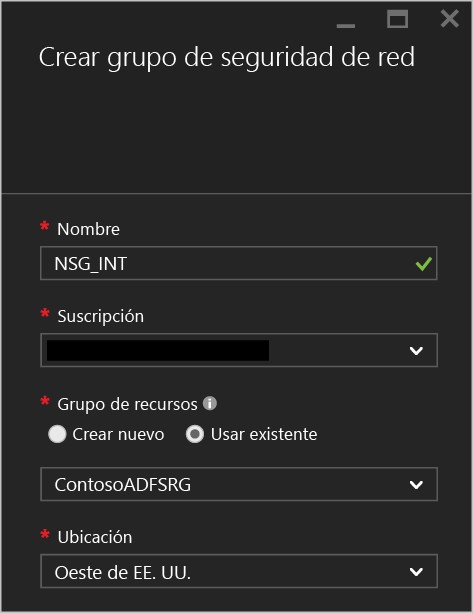 Crear grupo de seguridad de red
* Nombre
NSG_INT
* Suscripción
* Grupo de recursos
Crear nuevo Usar existente
ContosoADFSRG
* Ubicación
Oeste de EE. UU.